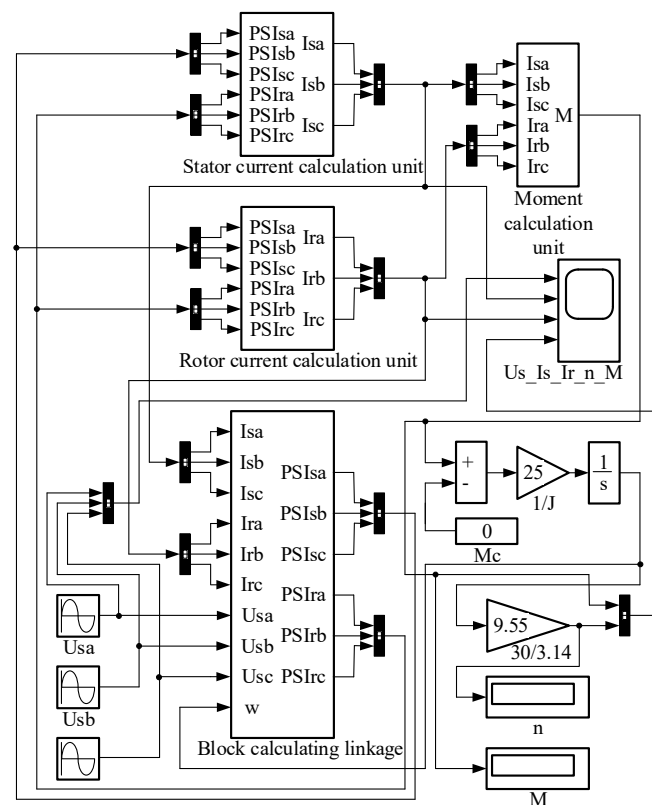 PSIsa
PSIsb
PSIsc
PSIra
PSIrb
PSIrc
Isa
Isb
Isc
Stator current calculation unit
Isa
Isb
Isc
Ira
Irb
Irc
M
Moment
calculation
unit
PSIsa
PSIsb
PSIsc
PSIra
PSIrb
PSIrc
Ira
Irb
Irc
Rotor current calculation unit
Us_Is_Ir_n_M
Isa
Isb
Isc
Ira
Irb
Irc
Usa
Usb
Usc
w
PSIsa
PSIsb
PSIsc
PSIra
PSIrb
PSIrc
Block calculating linkage
+
-
25
1/J
1
s
0
Mc
9.55
30/3.14
n
M
Usa
Usb